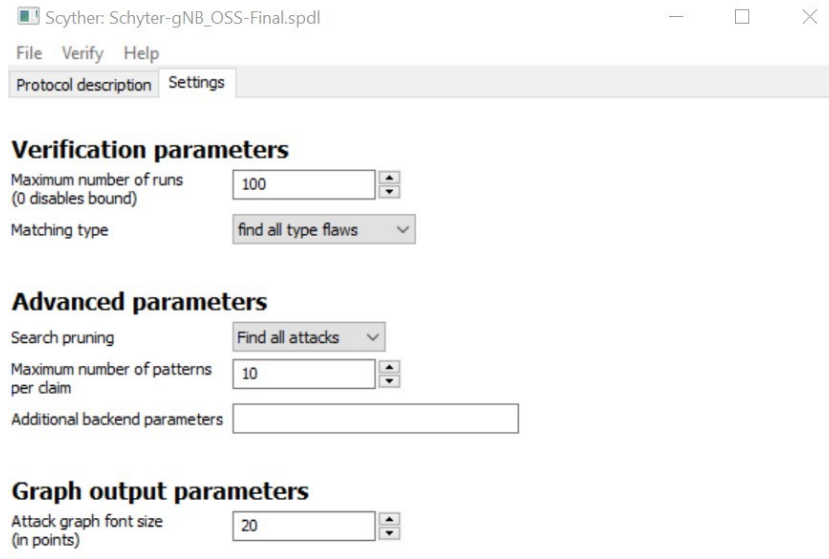 Scyther: Schyter-gNB_OSS-Final.spdl
File Verify Help
Protocol description Settings
Verification parameters
Maximum number of runs
(0 disables bound) 100
Matching type find all type flaws
Advanced parameters
Search pruning Find all attacks
Maximum number of patterns
per claim 10
Additional backend parameters
Graph output parameters
Attack graph font size
(in points) 20